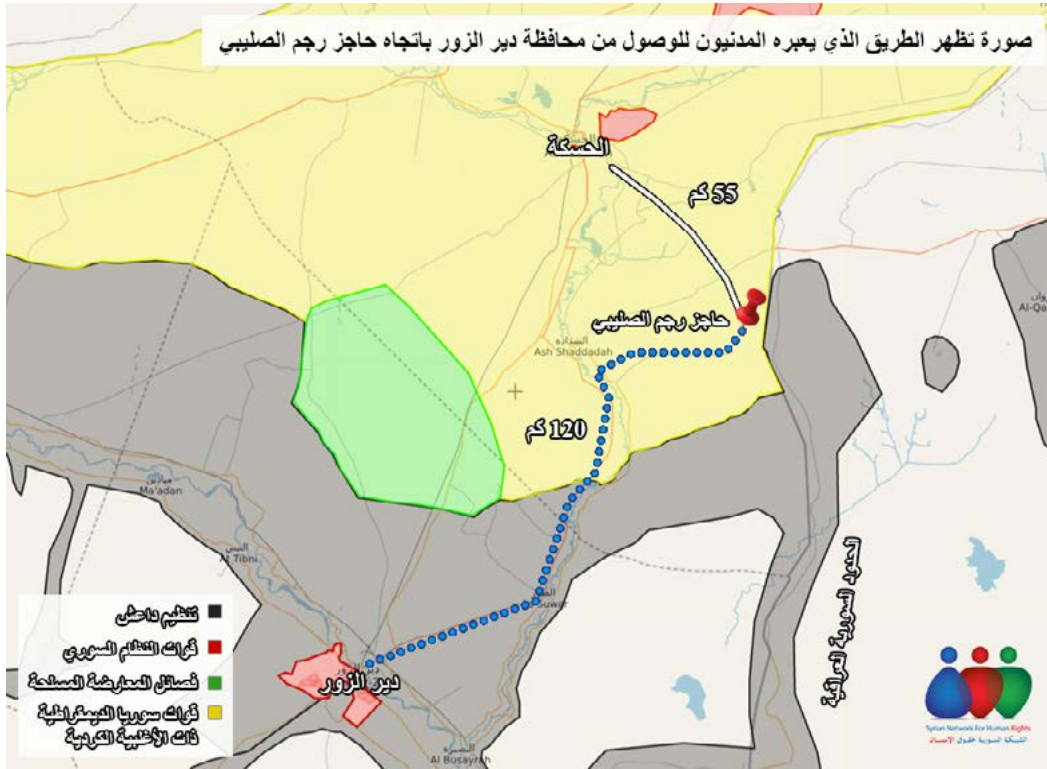 صورة تظهر الطريق الذي يعبره المدنيون للوصول من محافظة دير الزور باتجاه حاجز رجم الصليبي
الحسكة
55 كم
حاجز رجم الصليبي
الشدادة
Ash Shaddadah
120 كم
Al-Qa
Ma'adan
التبني
At Tibni
الحدود السورية العراقية
دير الزور
البصيره
Al Busayrah
تنظيم داعش
قوات النظام السوري
فصائل المعارضة المسلحة
قوات سوريا الديمقراطية
ذات الأغلبية الكردية
Syrian Network For Human Rights
الشبكة السورية لحقوق الإنسان